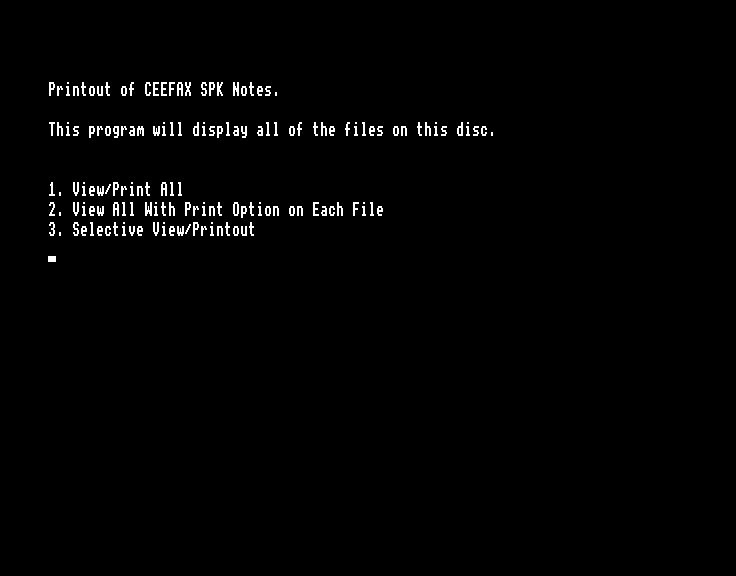 Printout of CEEFAX SPK Notes.
This program will display all of the files on this disc.
1. View/Print All
2. View All With Print Option on Each File
3. Selective View/Printout